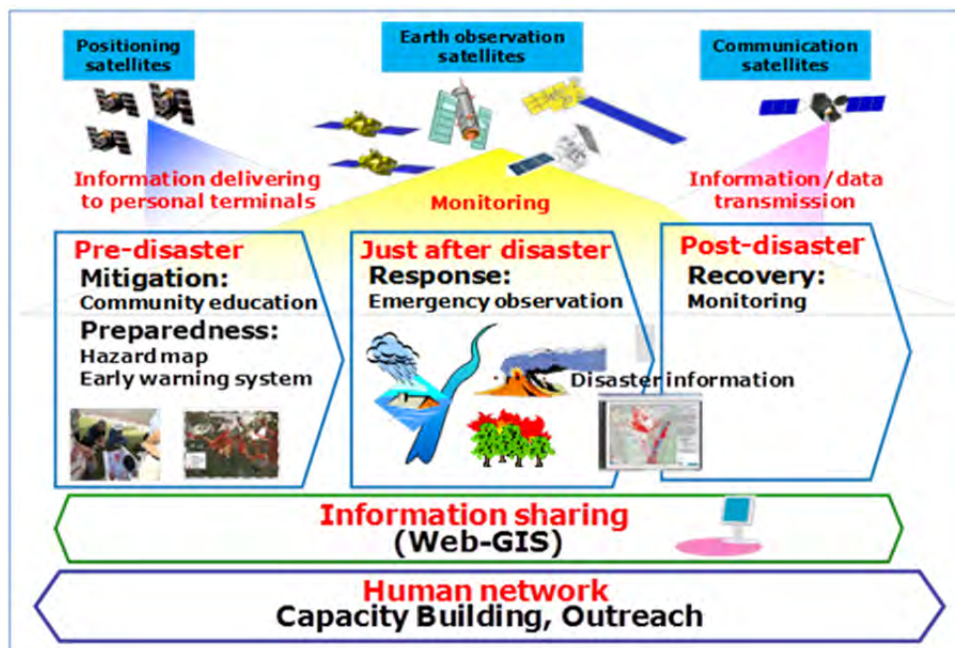 Positioning
satellites
Earth observation
satellites
Communication
satellites
Information delivering
to personal terminals
Monitoring
Information/data
transmission
Pre-disaster
Mitigation:
Community education
Preparedness:
Hazard map
Early warning system
Just after disaster
Response:
Emergency observation
Disaster information
Post-disaster
Recovery:
Monitoring
Information sharing
(Web-GIS)
Human network
Capacity Building, Outreach